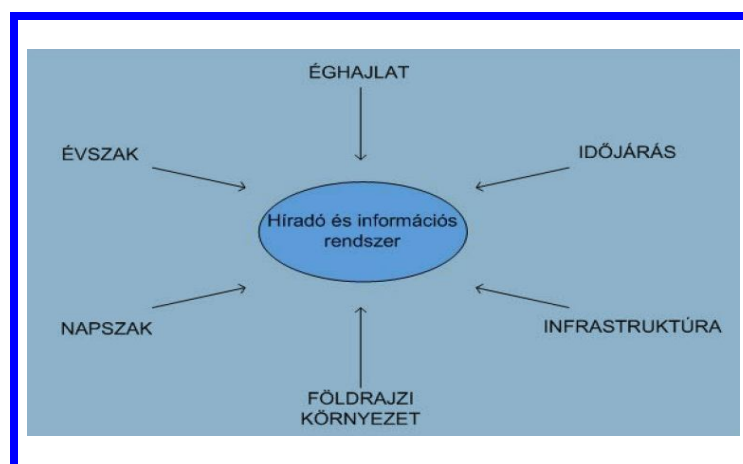 ÉGHAJLAT
ÉVSZAK
IDŐJÁRÁS
Híradó és információs
rendszer
NAPSZAK
INFRASTRUKTÚRA
FÖLDRAJZI
KÖRNYEZET